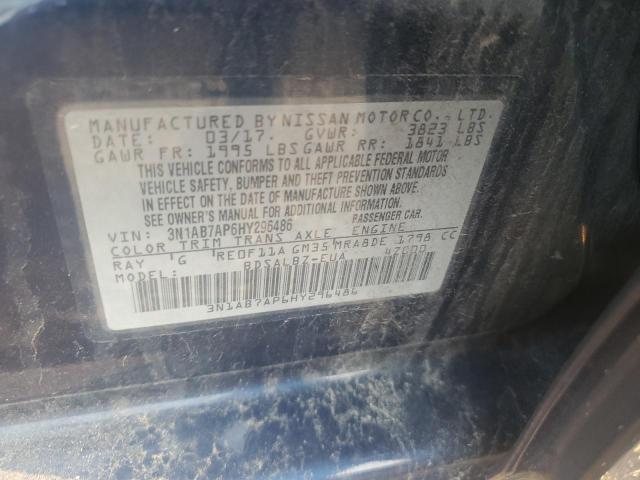 MANUFACTURED BY NISSAN MOTOR CO., LTD.
DATE: 03/17. GVWR: 3823 LBS
GAWR FR: 1995 LBS GAWR RR: 1841 LBS
THIS VEHICLE CONFORMS TO ALL APPLICABLE FEDERAL MOTOR
VEHICLE SAFETY, BUMPER AND THEFT PREVENTION STANDARDS
IN EFFECT ON THE DATE OF MANUFACTURE SHOWN ABOVE.
SEE OWNER'S MANUAL FOR ADDITIONAL INFORMATION.
VIN: 3N1AB7AP6HY296486 PASSENGER CAR.
COLOR TRIM TRANS AXLE ENGINE
RAY G RE0F11A GM35 MRA8DE 1798 CC
BDSALBZ-EUA 47000
3N1AB7AP6HY296486